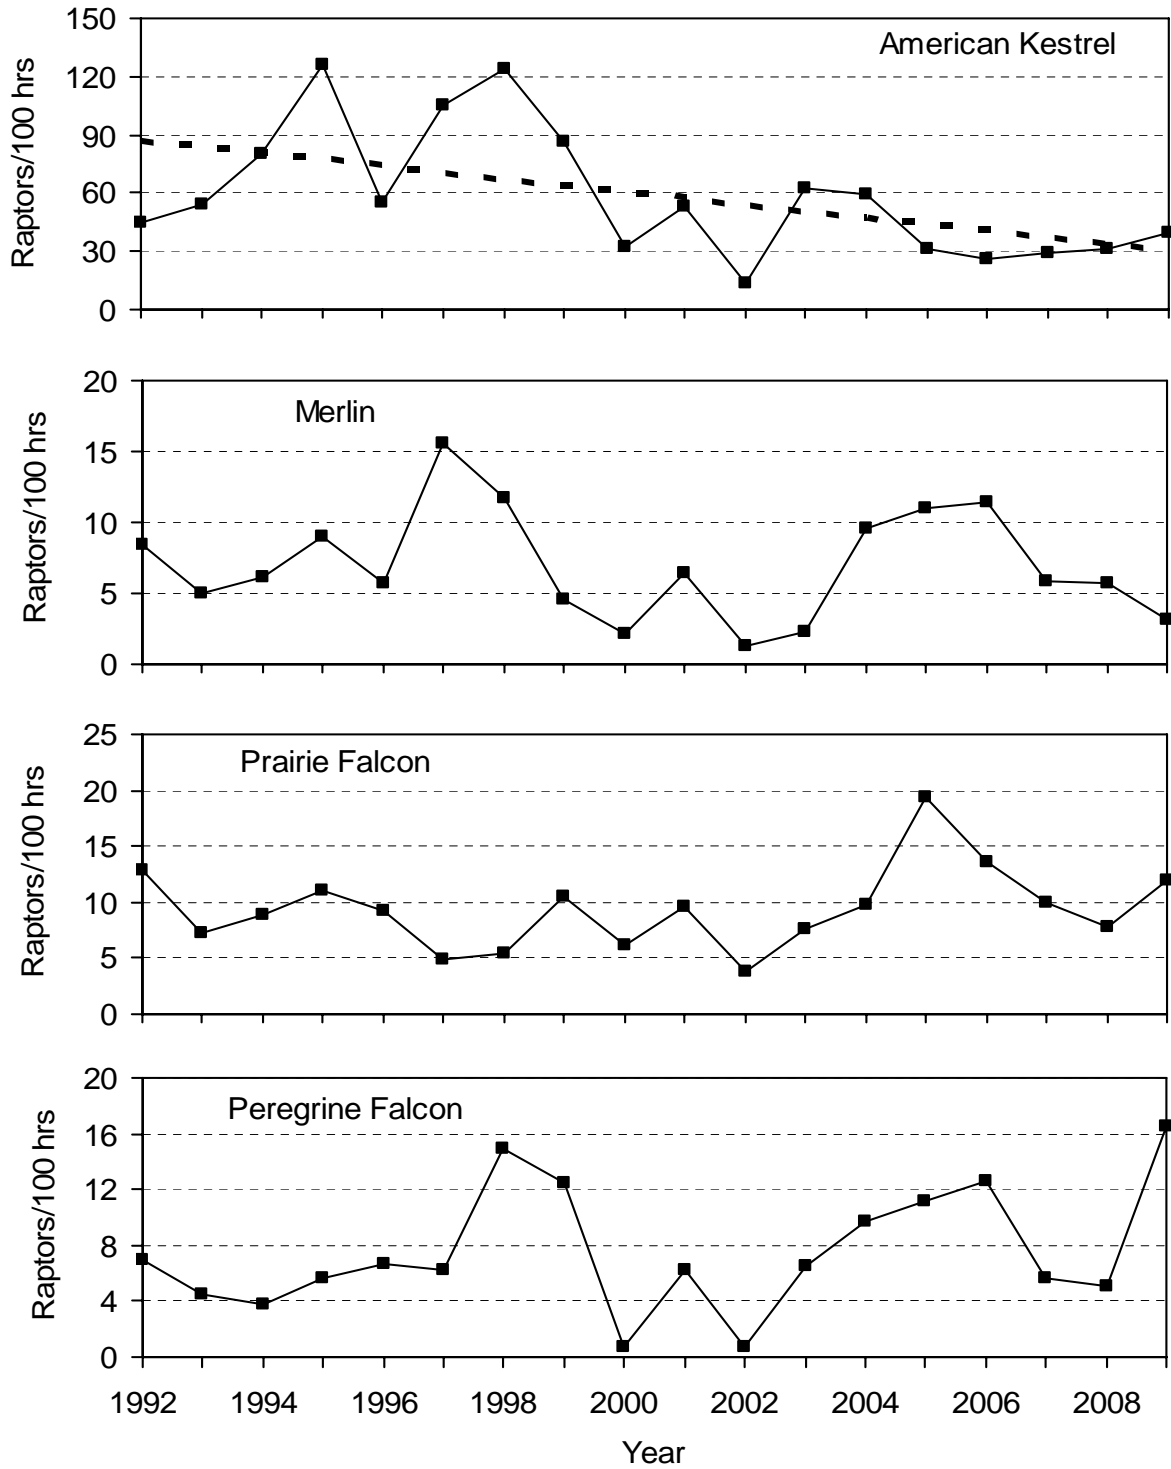 American Kestrel
Raptors/100 hrs
150
120
90
60
30
0
Merlin
Raptors/100 hrs
20
15
10
5
0
Prairie Falcon
Raptors/100 hrs
25
20
15
10
5
0
Peregrine Falcon
Raptors/100 hrs
20
16
12
8
4
0
1992 1994 1996 1998 2000 2002 2004 2006 2008
Year